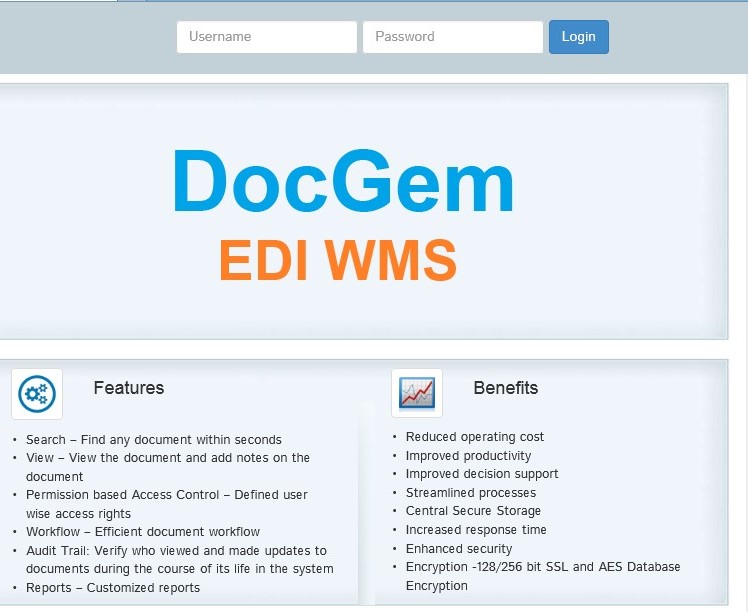 Username Password Login
DocGem
EDI WMS
Features
• Search – Find any document within seconds
• View – View the document and add notes on the
document
• Permission based Access Control – Defined user
wise access rights
• Workflow – Efficient document workflow
• Audit Trail: Verify who viewed and made updates to
documents during the course of its life in the system
• Reports – Customized reports
Benefits
• Reduced operating cost
• Improved productivity
• Improved decision support
• Streamlined processes
• Central Secure Storage
• Increased response time
• Enhanced security
• Encryption -128/256 bit SSL and AES Database
Encryption